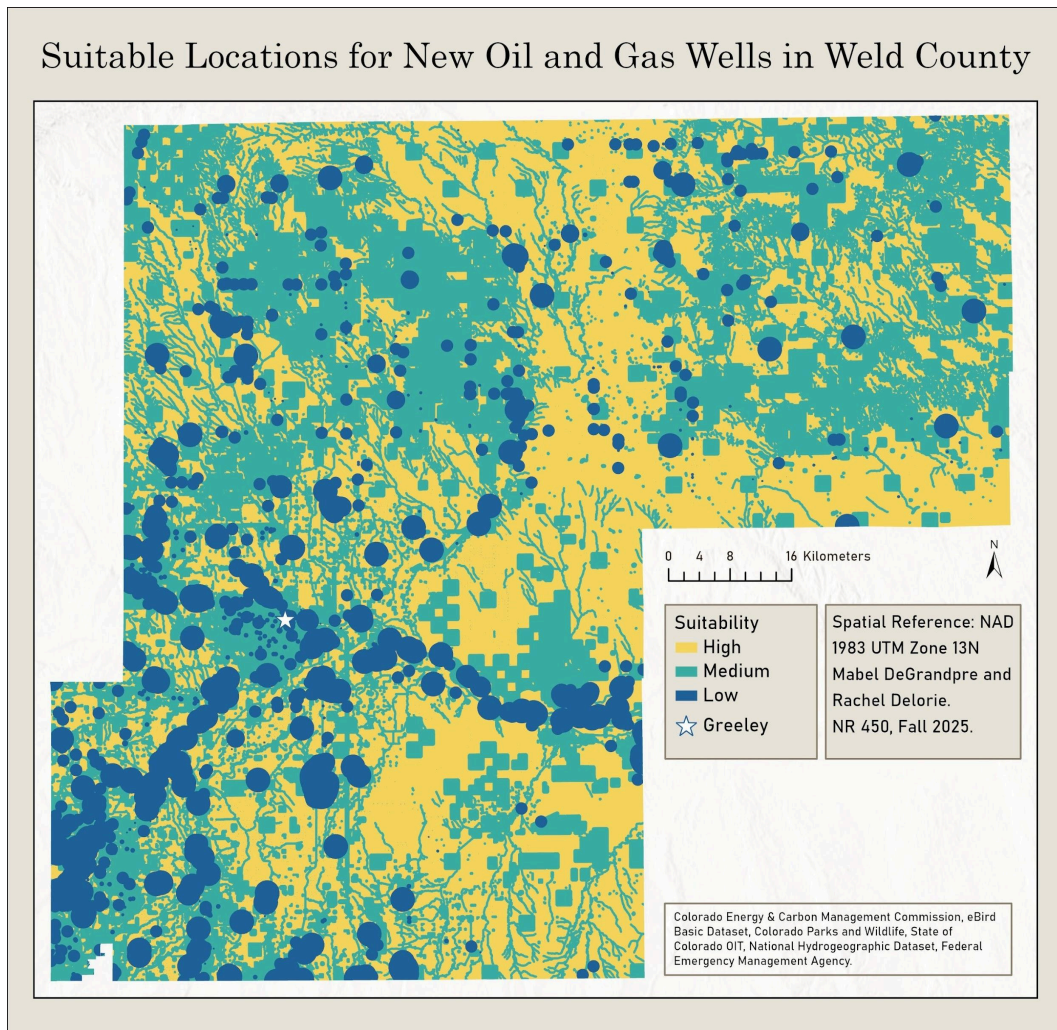 Suitable Locations for New Oil and Gas Wells in Weld County
0 4 8 16 Kilometers
N
Suitability
High
Medium
Low
Greeley
Spatial Reference: NAD
1983 UTM Zone 13N
Mabel DeGrandpre and
Rachel Delorie.
NR 450, Fall 2025.
Colorado Energy & Carbon Management Commission, eBird
Basic Dataset, Colorado Parks and Wildlife, State of
Colorado OIT, National Hydrogeographic Dataset, Federal
Emergency Management Agency.